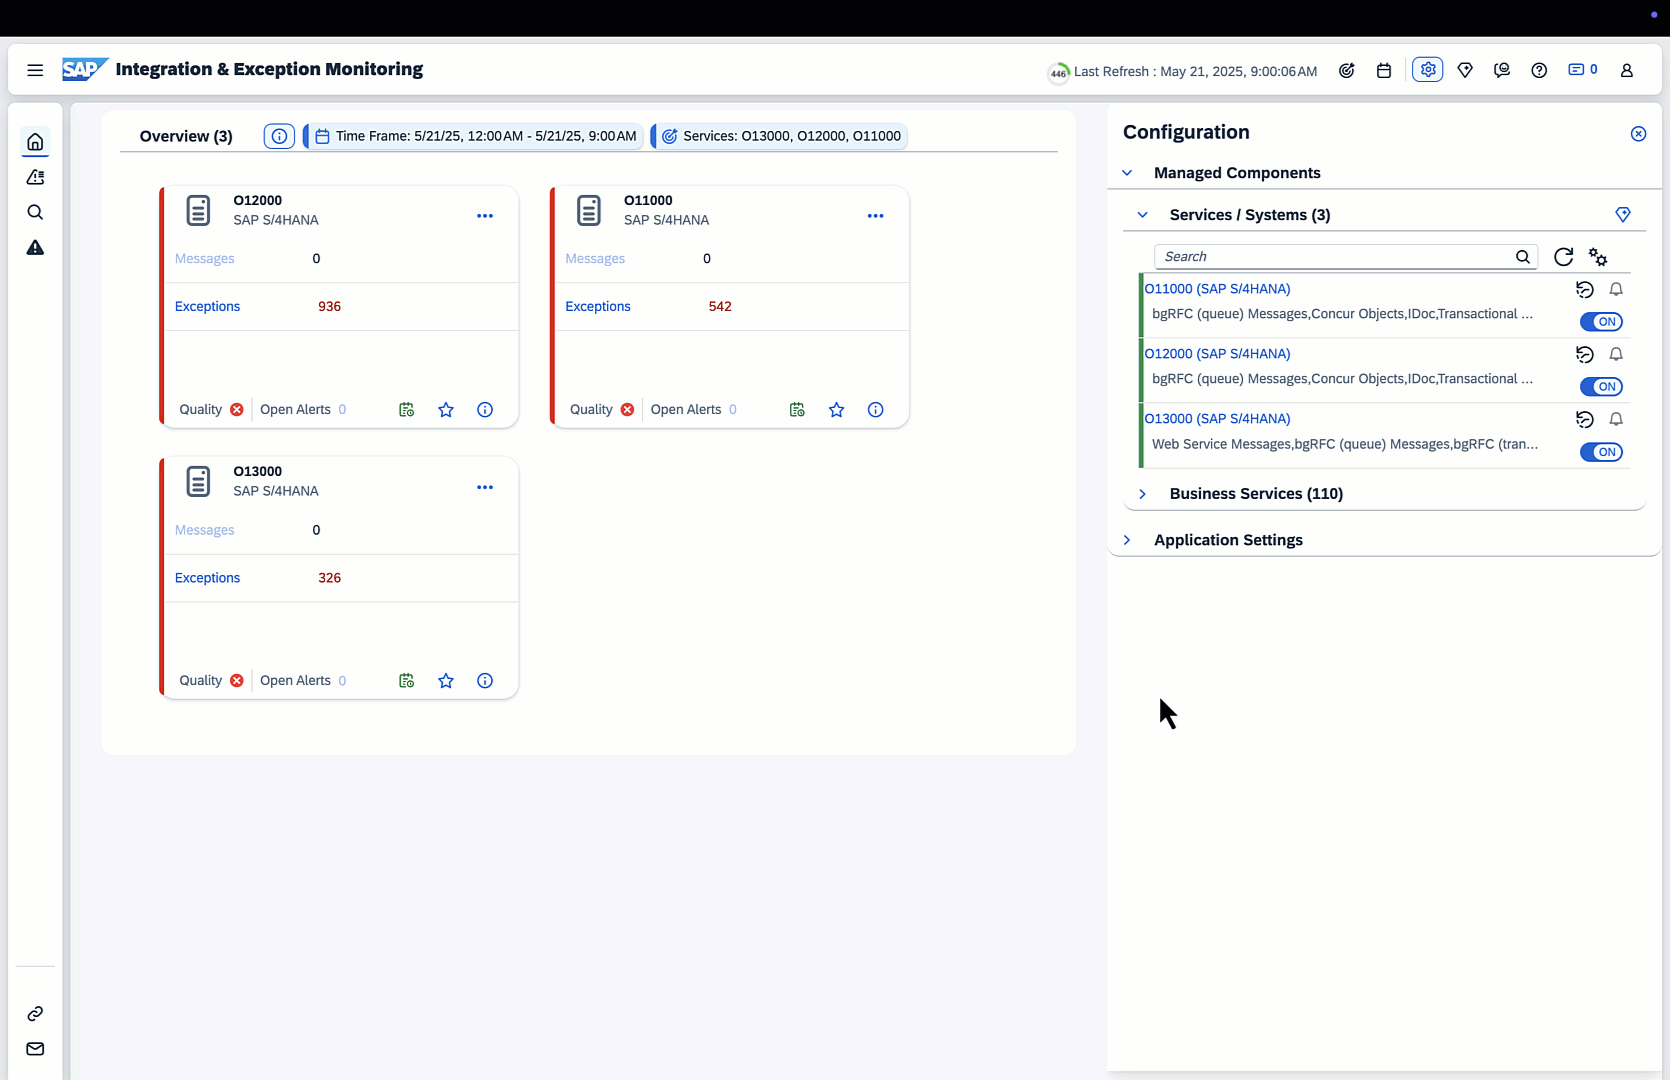 SAP Integration & Exception Monitoring
446 Last Refresh : May 21, 2025, 9:00:06 AM
0
Overview (3)
Time Frame: 5/21/25, 12:00 AM - 5/21/25, 9:00 AM
Services: O13000, O12000, O11000
O12000
SAP S/4HANA
Messages 0
Exceptions 936
Quality Open Alerts 0
O11000
SAP S/4HANA
Messages 0
Exceptions 542
Quality Open Alerts 0
O13000
SAP S/4HANA
Messages 0
Exceptions 326
Quality Open Alerts 0
Configuration
Managed Components
Services / Systems (3)
Search
O11000 (SAP S/4HANA)
bgRFC (queue) Messages,Concur Objects,IDoc,Transactional ...
ON
O12000 (SAP S/4HANA)
bgRFC (queue) Messages,Concur Objects,IDoc,Transactional ...
ON
O13000 (SAP S/4HANA)
Web Service Messages,bgRFC (queue) Messages,bgRFC (tran...
ON
Business Services (110)
Application Settings